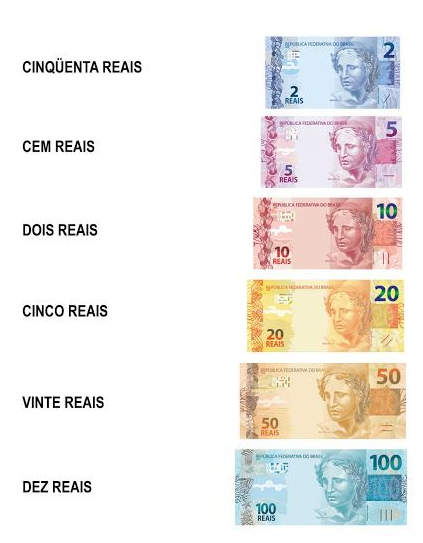 CINQÜENTA REAIS
REPÚBLICA FEDERATIVA DO BRASIL
2
2
REAIS
CEM REAIS
REPÚBLICA FEDERATIVA DO BRASIL
5
5
REAIS
DOIS REAIS
REPÚBLICA FEDERATIVA DO BRASIL
10
10
REAIS
CINCO REAIS
REPÚBLICA FEDERATIVA DO BRASIL
20
20
REAIS
VINTE REAIS
REPÚBLICA FEDERATIVA DO BRASIL
50
50
REAIS
DEZ REAIS
REPÚBLICA FEDERATIVA DO BRASIL
100
100
REAIS